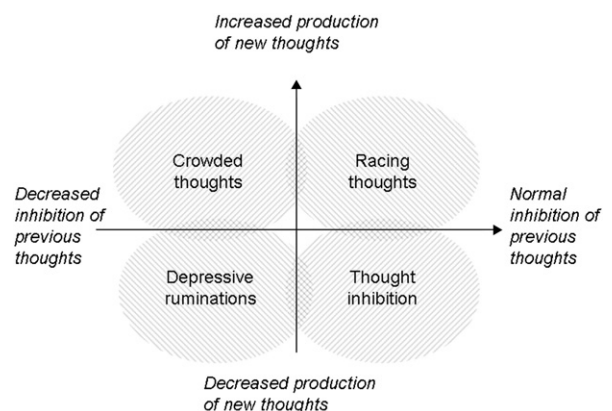 Increased production
of new thoughts
Crowded
thoughts
Racing
thoughts
Decreased
inhibition of
previous
thoughts
Normal
inhibition of
previous
thoughts
Depressive
ruminations
Thought
inhibition
Decreased production
of new thoughts